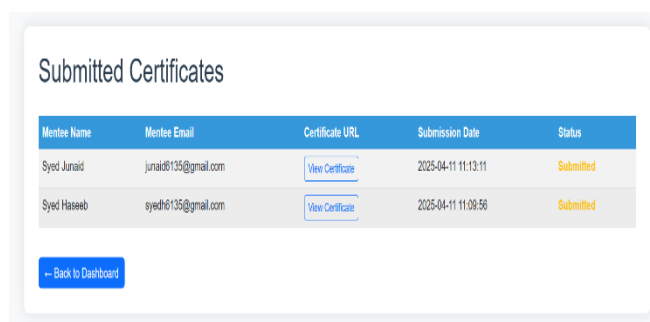 Submitted Certificates
Mentee Name Mentee Email Certificate URL Submission Date Status
Syed Junaid junaid6135@gmail.com View Certificate 2025-04-11 11:13:11 Submitted
Syed Haseeb syedh6135@gmail.com View Certificate 2025-04-11 11:09:56 Submitted
← Back to Dashboard